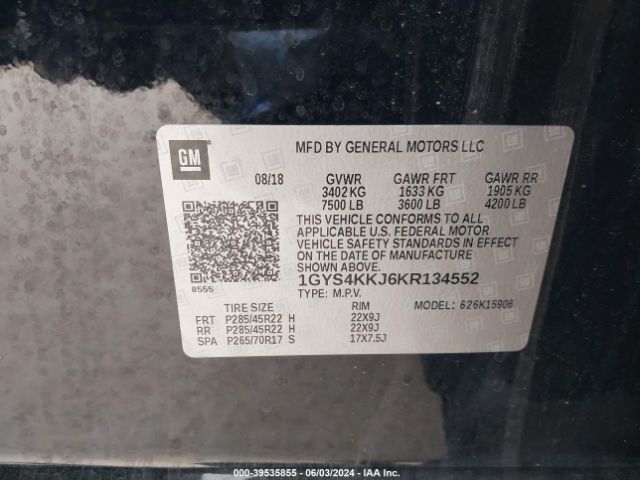 GM
MFD BY GENERAL MOTORS LLC
08/18 GVWR GAWR FRT GAWR RR
3402 KG 1633 KG 1905 KG
7500 LB 3600 LB 4200 LB
THIS VEHICLE CONFORMS TO ALL
APPLICABLE U.S. FEDERAL MOTOR
VEHICLE SAFETY STANDARDS IN EFFECT
ON THE DATE OF MANUFACTURE
SHOWN ABOVE.
8555
1GYS4KKJ6KR134552
TYPE: M.P.V.
MODEL: 626K15906
TIRE SIZE RIM
FRT P285/45R22 H 22X9J
RR P285/45R22 H 22X9J
SPA P265/70R17 S 17X7.5J
000-39535855 - 06/03/2024 - IAA Inc.